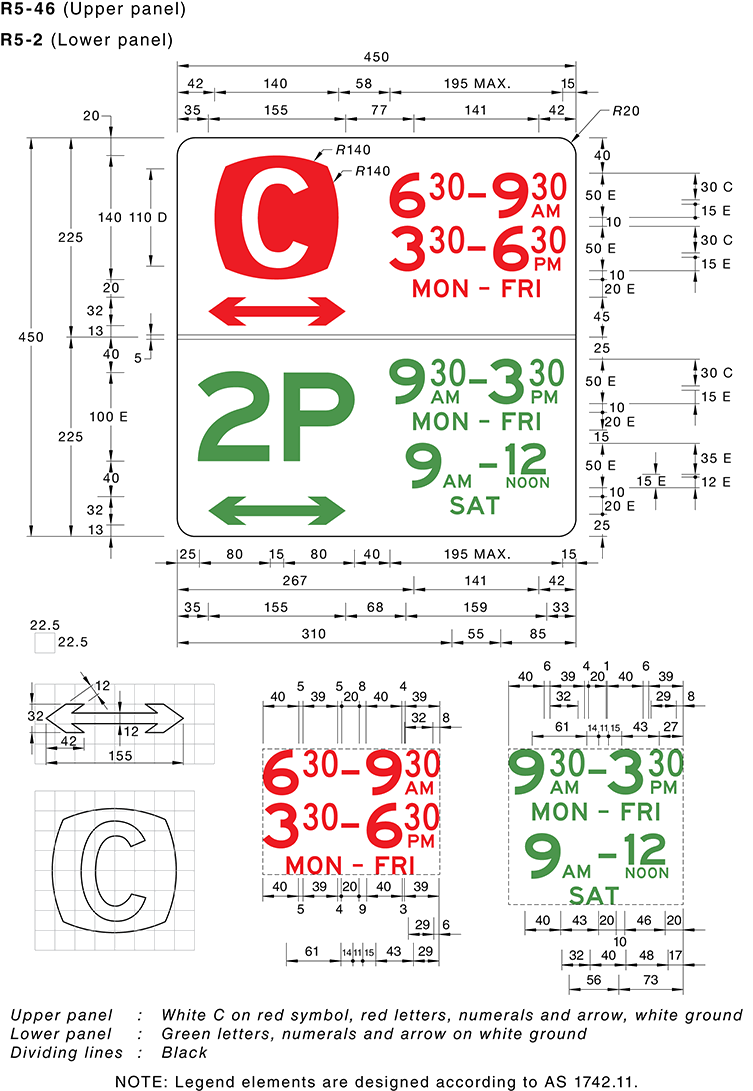 R5-46 (Upper panel)
R5-2 (Lower panel)
450
42 140 58 195 MAX. 15
35 155 77 141 42
20
R20
R140
R140
C
6 30 – 9 30 AM
3 30 – 6 30 PM
MON – FRI
140
110 D
225
20
32
13
450
5
40
50 E
10
50 E
10
20 E
45
30 C
15 E
30 C
15 E
2P
9 30 AM – 3 30 PM
MON – FRI
9 AM – 12 NOON
SAT
40
100 E
225
40
32
13
25
50 E
10
20 E
15
50 E
10
20 E
25
30 C
15 E
35 E
15 E
12 E
25 80 15 80 40 195 MAX. 15
267 141 42
35 155 68 159 33
310 55 85
22.5
22.5
12
32
12
42
155
C
5 5 8 4
40 39 20 40 39
32 8
6 30 – 9 30 AM
3 30 – 6 30 PM
MON – FRI
40 39 20 40 39
5 4 9 3
29 6
61 14 11 15 43 29
6 4 1 6
40 39 20 40 39
32 29 8
61 14 11 15 43 27
9 30 AM – 3 30 PM
MON – FRI
9 AM – 12 NOON
SAT
40 43 20 46 20
10
32 40 48 17
56 73
Upper panel : White C on red symbol, red letters, numerals and arrow, white ground
Lower panel : Green letters, numerals and arrow on white ground
Dividing lines : Black
NOTE: Legend elements are designed according to AS 1742.11.